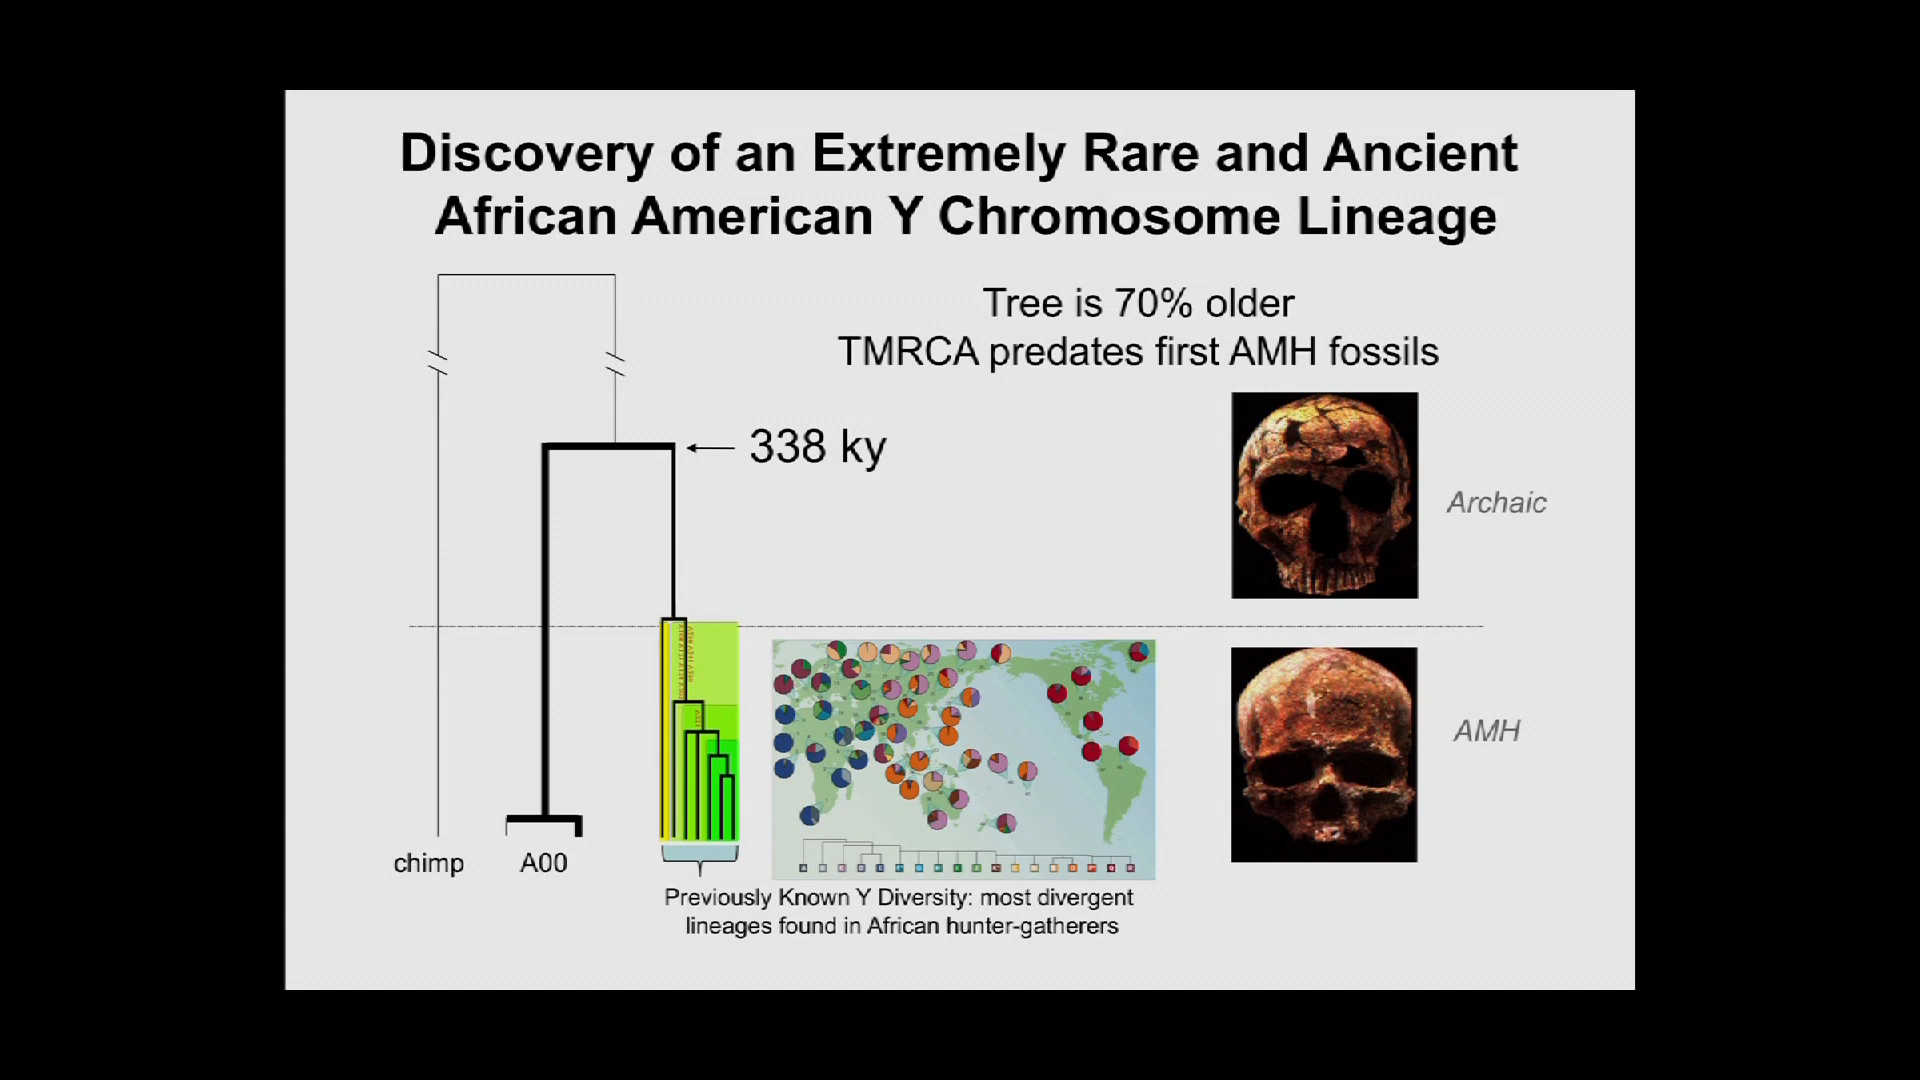 Discovery of an Extremely Rare and Ancient
African American Y Chromosome Lineage
Tree is 70% older
TMRCA predates first AMH fossils
338 ky
Archaic
AMH
chimp
A00
Previously Known Y Diversity: most divergent
lineages found in African hunter-gatherers